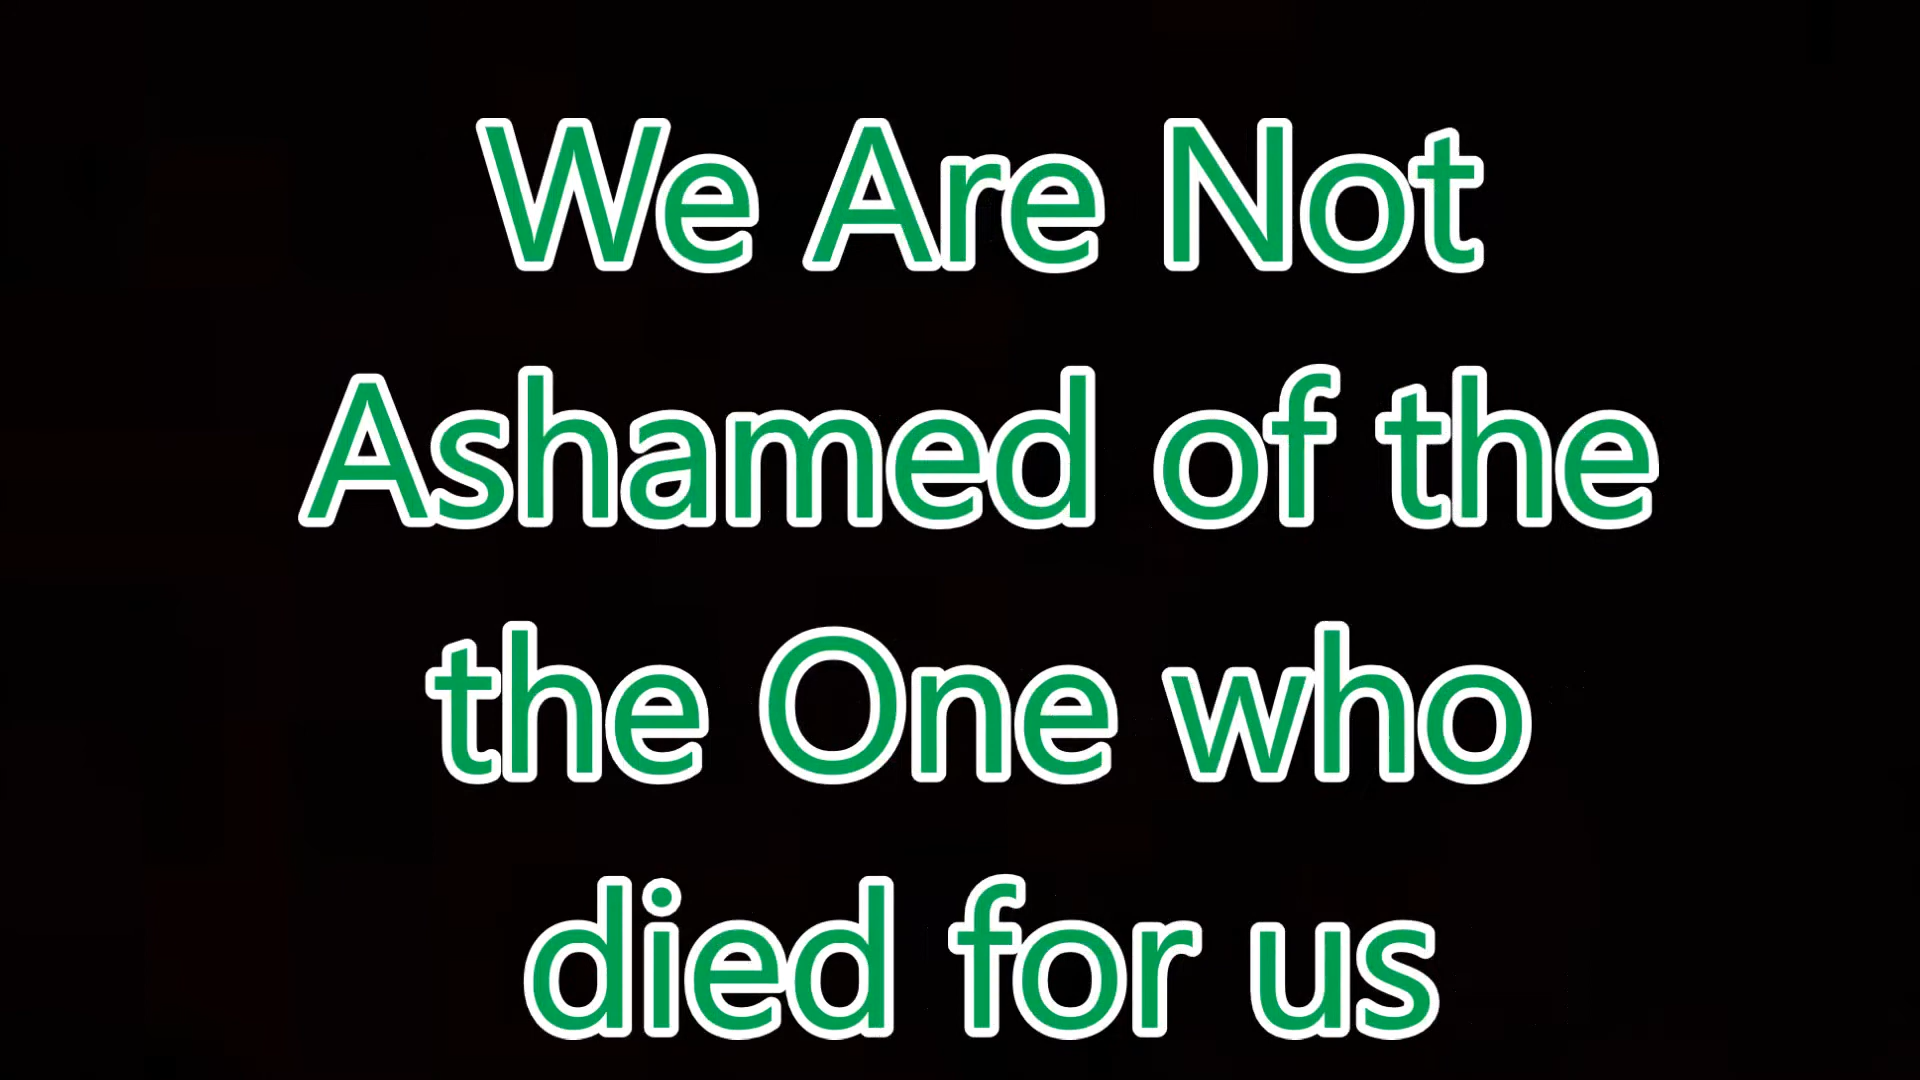 We Are Not
Ashamed of the
the One who
died for us